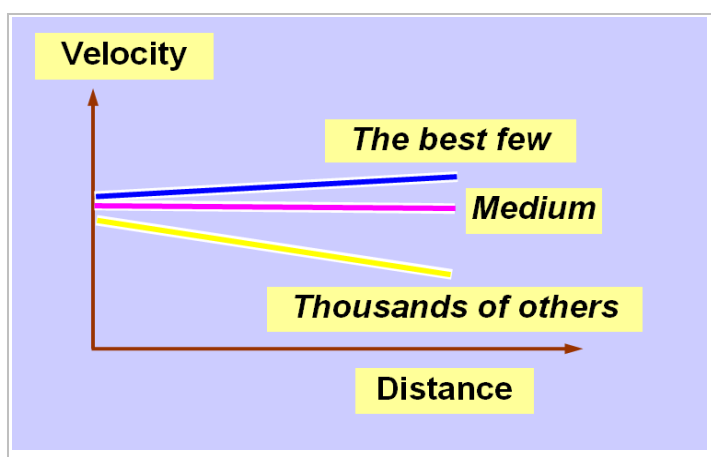 Velocity
The best few
Medium
Thousands of others
Distance